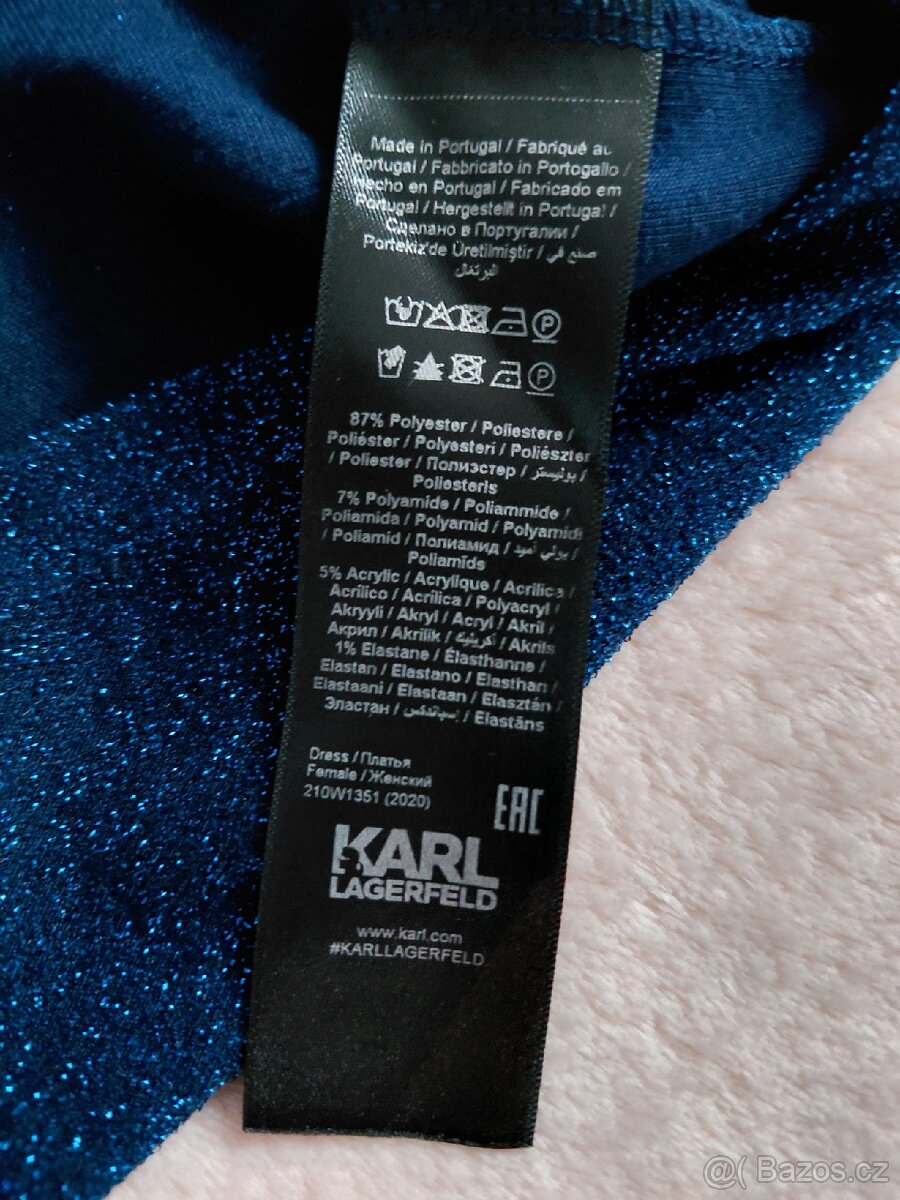 Made in Portugal / Fabriqué au
Portugal / Fabbricato in Portogallo /
Hecho en Portugal / Fabricado em
Portugal / Hergestellt in Portugal /
Сделано в Португалии /
Portekiz'de Üretilmiştir / صنع في
البرتغال
P
P
87% Polyester / Poliestere /
Poliéster / Polyesteri / Poliészter
/ Poliester / Полиэстер / بوليستر /
Poliesteris
7% Polyamide / Poliammide /
Poliamida / Polyamid / Polyamidi
/ Poliamid / Полиамид / بولي أميد /
Poliamīds
5% Acrylic / Acrylique / Acrilica /
Acrílico / Acrílica / Polyacryl /
Akryyli / Akryl / Acryl / Akril /
Акрил / Akrilik / أكريليك / Akrils
1% Elastane / Élasthanne /
Elastan / Elastano / Elasthan /
Elastaani / Elastaan / Elasztán /
Эластан / إسباندكس / Elastāns
Dress / Платья
Female / Женский
210W1351 (2020)
EAC
KARL
LAGERFELD
www.karl.com
#KARLLAGERFELD
@( Bazos.cz